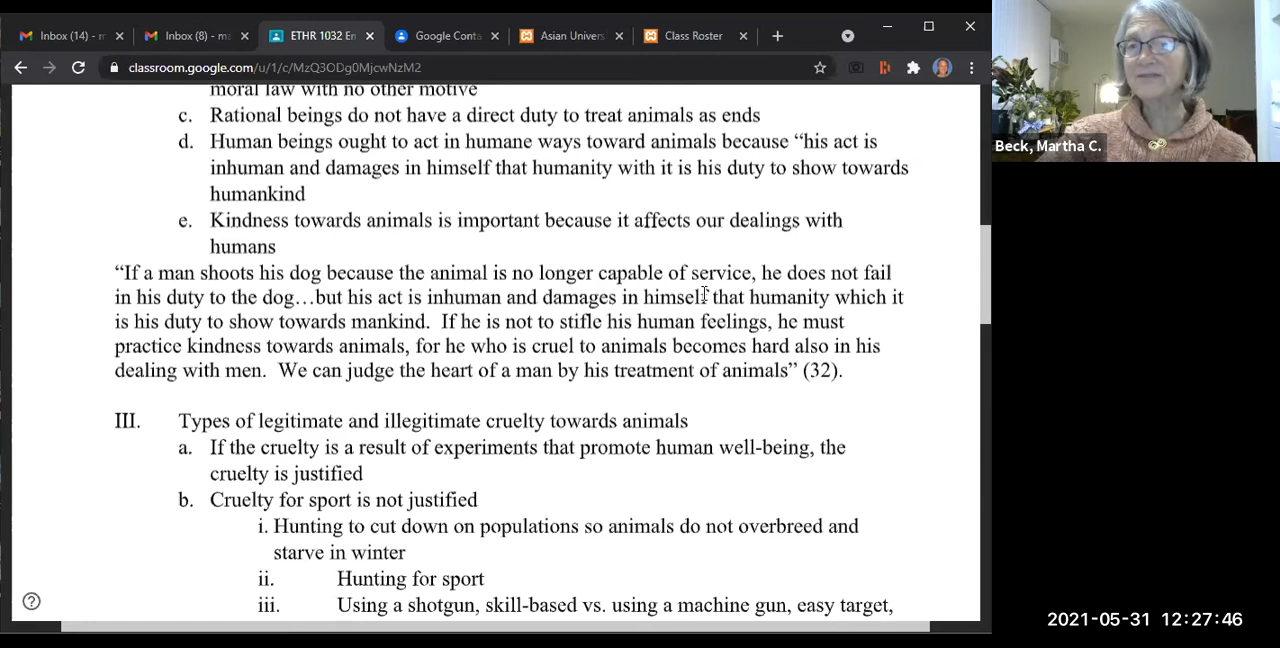 Inbox (14) - m
Inbox (8) - ma
ETHR 1032 En
Google Conta
Asian Univers
Class Roster
classroom.google.com/u/1/c/MzQ3ODg0MjcwNzM2
moral law with no other motive
c. Rational beings do not have a direct duty to treat animals as ends
d. Human beings ought to act in humane ways toward animals because “his act is
inhuman and damages in himself that humanity with it is his duty to show towards
humankind
e. Kindness towards animals is important because it affects our dealings with
humans
“If a man shoots his dog because the animal is no longer capable of service, he does not fail
in his duty to the dog…but his act is inhuman and damages in himself that humanity which it
is his duty to show towards mankind. If he is not to stifle his human feelings, he must
practice kindness towards animals, for he who is cruel to animals becomes hard also in his
dealing with men. We can judge the heart of a man by his treatment of animals” (32).
III. Types of legitimate and illegitimate cruelty towards animals
a. If the cruelty is a result of experiments that promote human well-being, the
cruelty is justified
b. Cruelty for sport is not justified
i. Hunting to cut down on populations so animals do not overbreed and
starve in winter
ii. Hunting for sport
iii. Using a shotgun, skill-based vs. using a machine gun, easy target,
Beck, Martha C.
2021-05-31 12:27:46